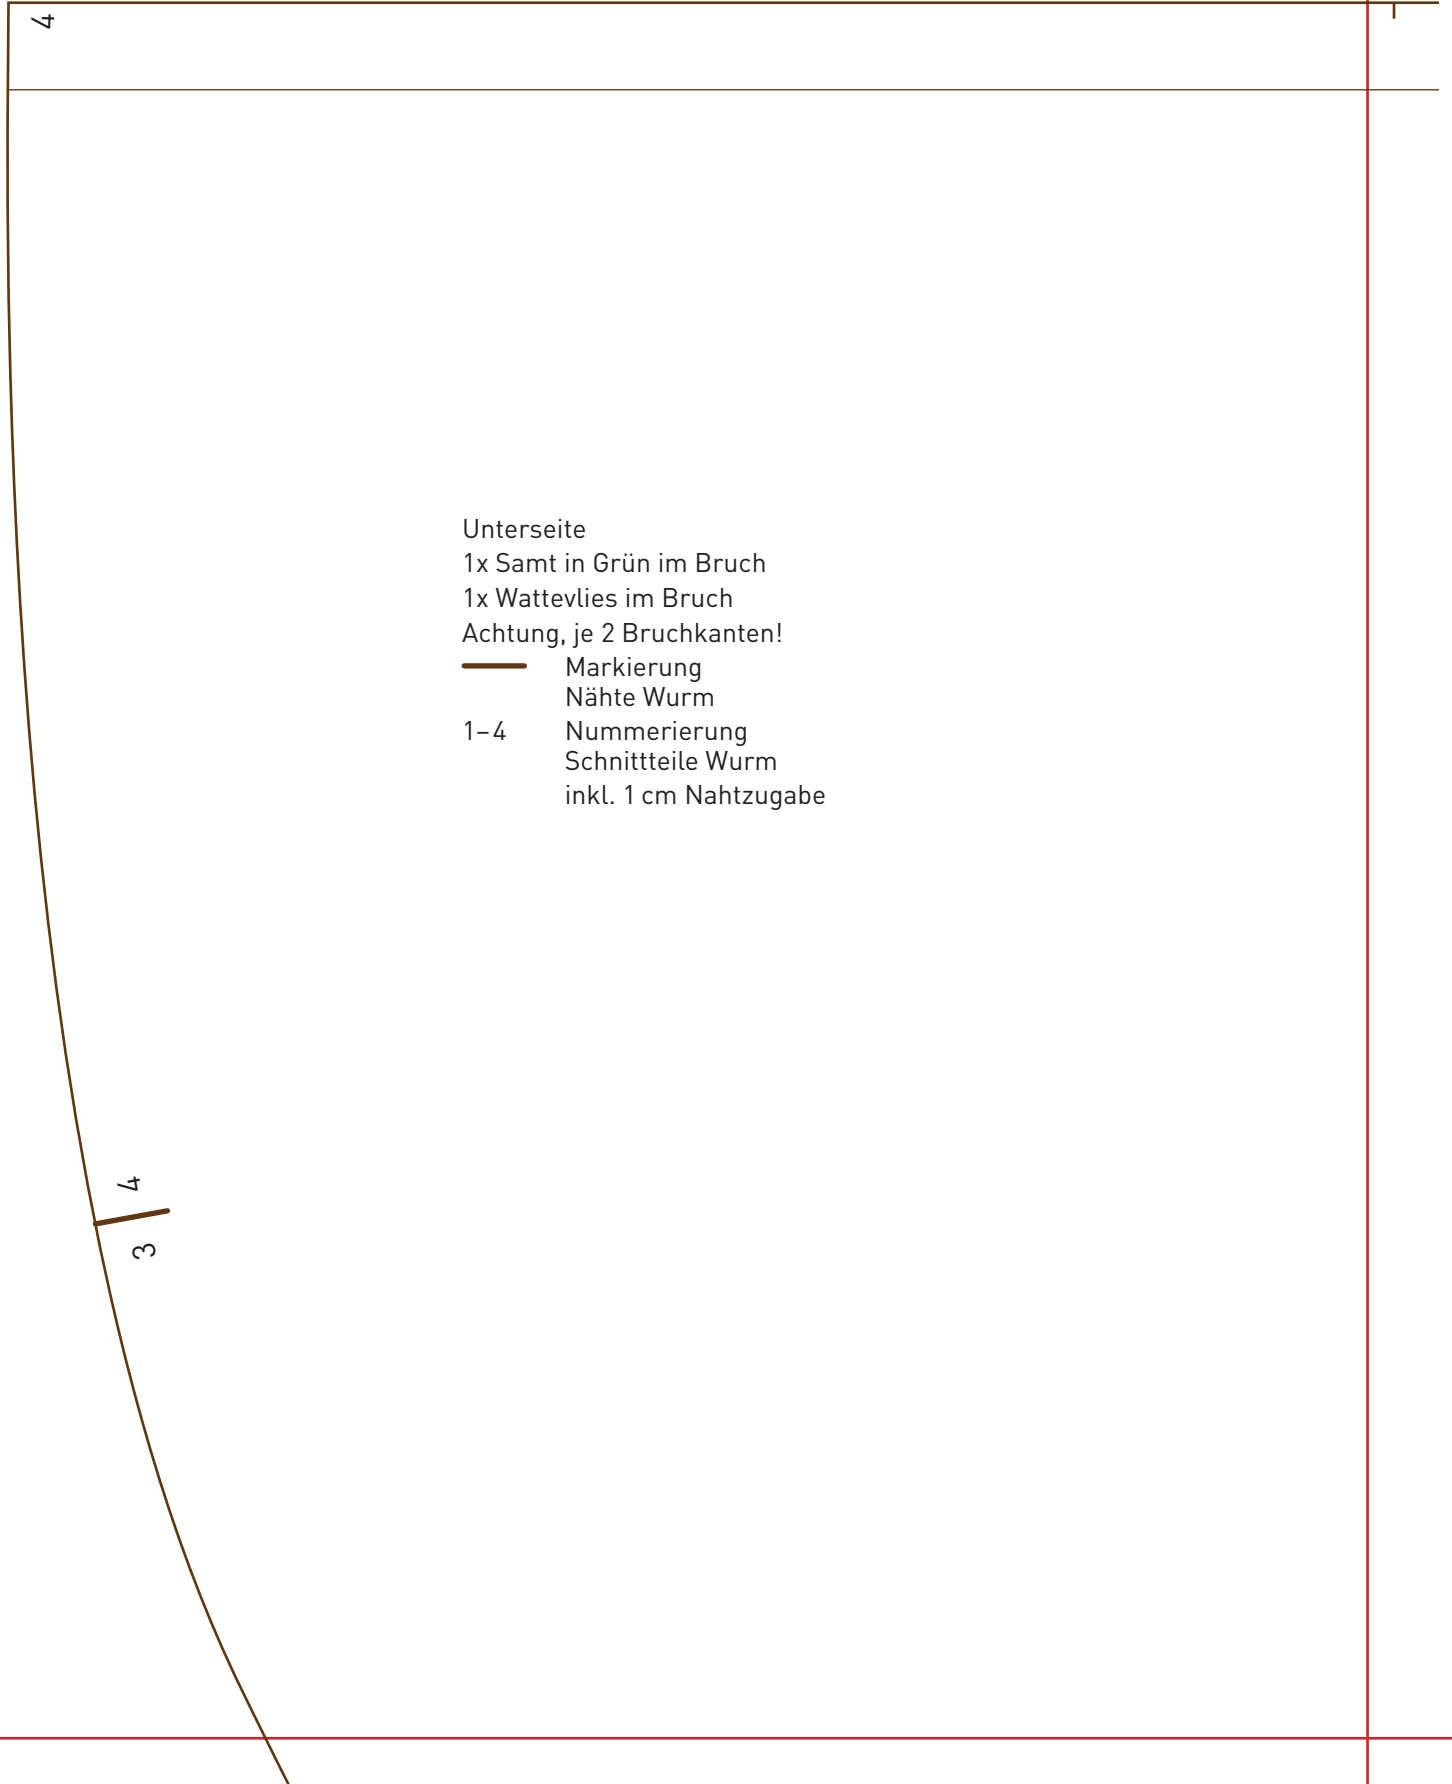 4
Unterseite
1x Samt in Grün im Bruch
1x Wattevlies im Bruch
Achtung, je 2 Bruchkanten!
Markierung
Nähte Wurm
1–4 Nummerierung
Schnittteile Wurm
inkl. 1 cm Nahtzugabe
4
3